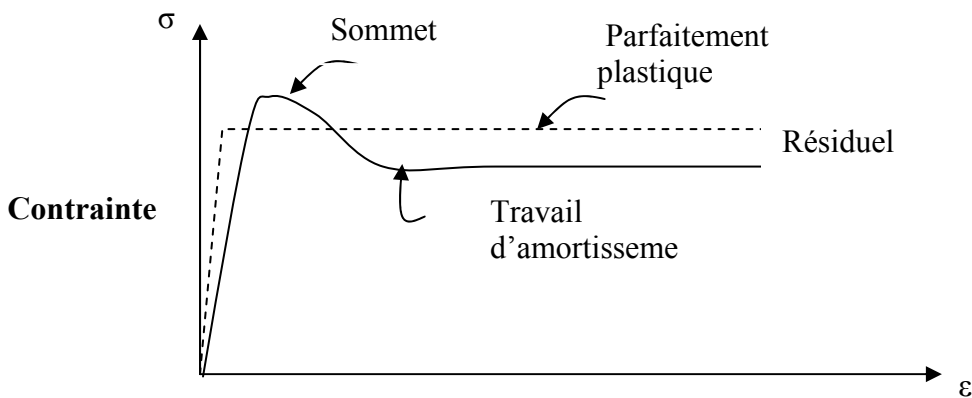 σ
Sommet
Parfaitement
plastique
Résiduel
Contrainte
Travail
d’amortisseme
ε